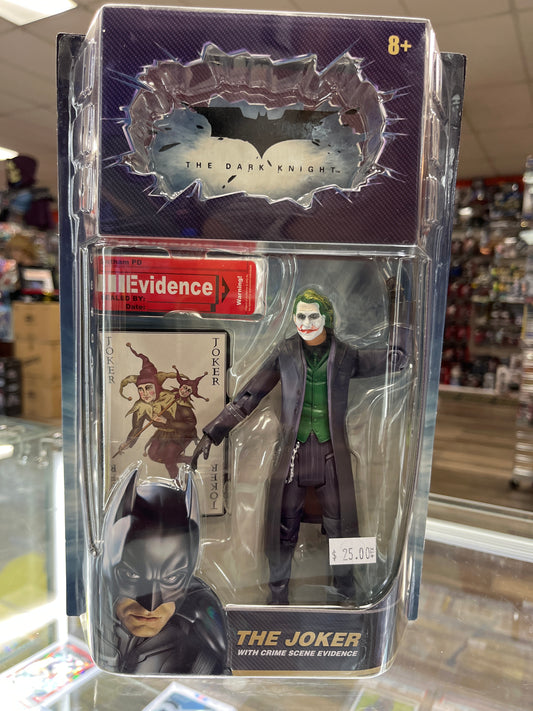 8+
THE DARK KNIGHT™
Gotham PD
Evidence
SEALED BY:
Date:
Warning!
JOKER
JOKER
JOKER
JOKER
$ 25.00
THE JOKER
WITH CRIME SCENE EVIDENCE